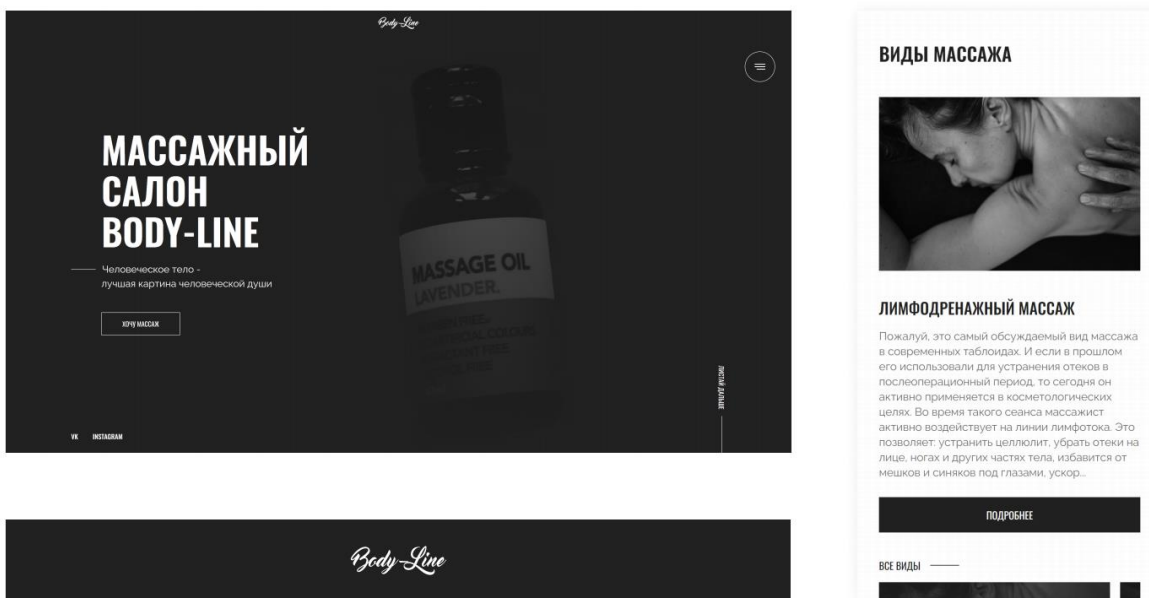 Body-Line
МАССАЖНЫЙ
САЛОН
BODY-LINE
Человеческое тело -
лучшая картина человеческой души
ХОЧУ МАССАЖ
MASSAGE OIL
LAVENDER.
ЛИСТАЙ ДАЛЬШЕ
VK INSTAGRAM
Body-Line
ВИДЫ МАССАЖА
ЛИМФОДРЕНАЖНЫЙ МАССАЖ
Пожалуй, это самый обсуждаемый вид массажа
в современных таблоидах. И если в прошлом
его использовали для устранения отеков в
послеоперационный период, то сегодня он
активно применяется в косметологических
целях. Во время такого сеанса массажист
активно воздействует на линии лимфотока. Это
позволяет: устранить целлюлит, убрать отеки на
лице, ногах и других частях тела, избавится от
мешков и синяков под глазами, ускор...
ПОДРОБНЕЕ
ВСЕ ВИДЫ